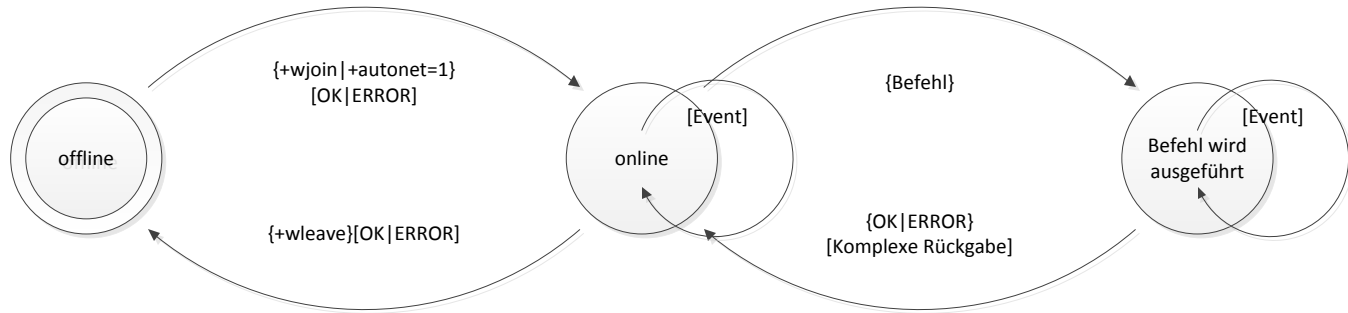 {+wjoin|+autonet=1}
[OK|ERROR]
{Befehl}
[Event]
[Event]
offline
online
Befehl wird
ausgeführt
{+wleave}[OK|ERROR]
{OK|ERROR}
[Komplexe Rückgabe]